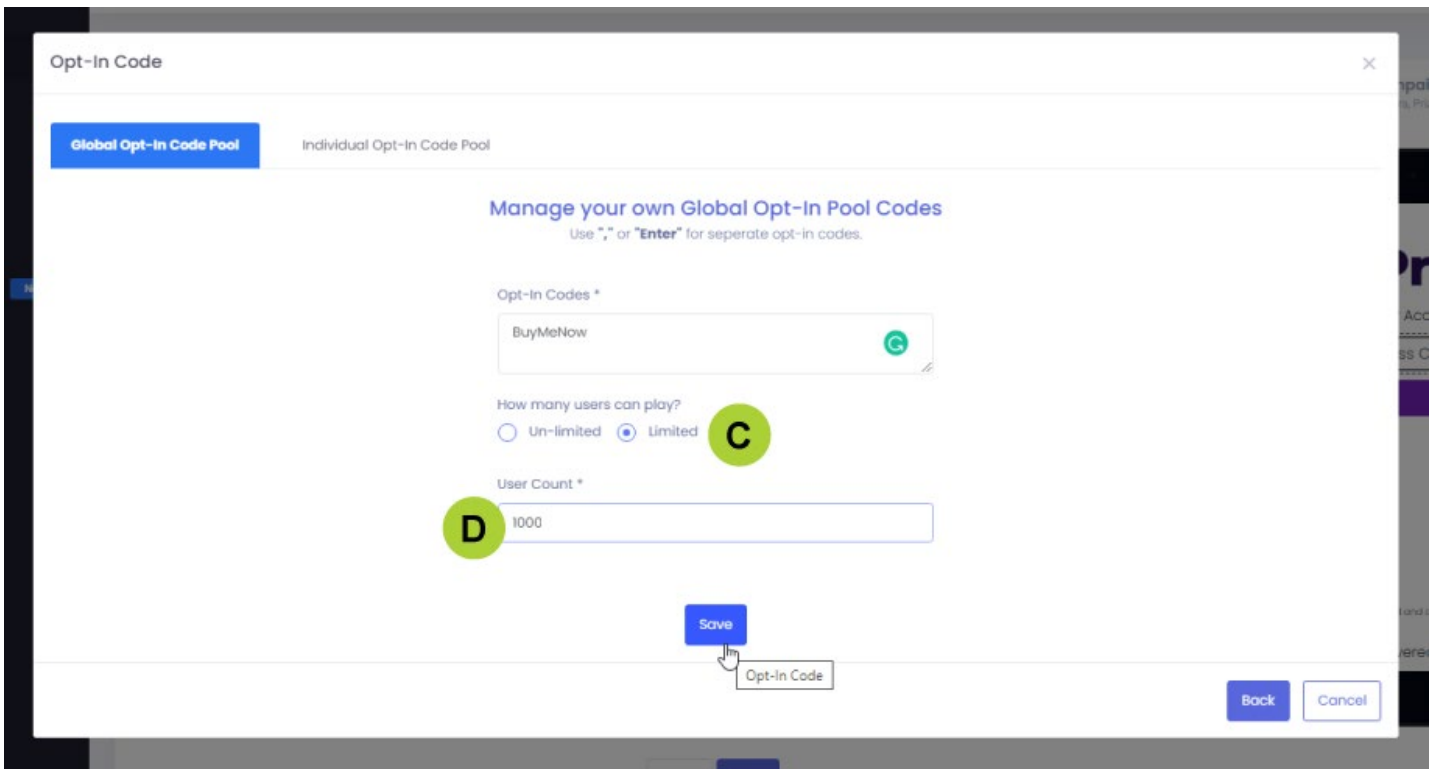 Opt-In Code
Global Opt-In Code Pool
Individual Opt-In Code Pool
Manage your own Global Opt-In Pool Codes
Use "," or "Enter" for seperate opt-in codes.
Opt-In Codes *
BuyMeNow
How many users can play?
Un-limited Limited C
User Count *
D 1000
Save
Opt-In Code
Back Cancel